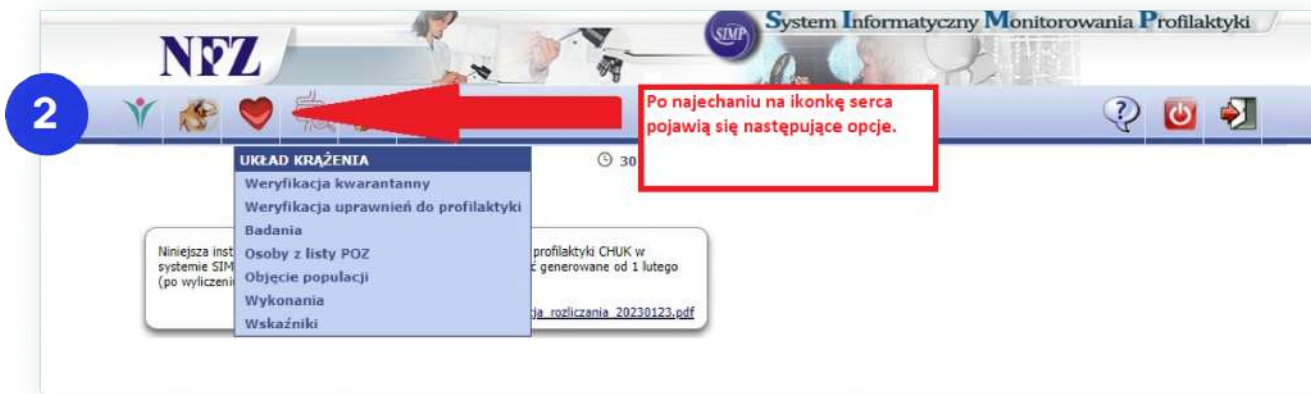 NFZ
SIMP
System Informatyczny Monitorowania Profilaktyki
2
Po najechaniu na ikonkę serca
pojawią się następujące opcje.
UKŁAD KRĄŻENIA
30
Weryfikacja kwarantanny
Weryfikacja uprawnień do profilaktyki
Badania
Osoby z listy POZ
Objęcie populacji
Wykonania
Wskaźniki
Niniejsza inst profilaktyki CHUK w
systemie SIM ć generowane od 1 lutego
(po wyliczeni
cja_rozliczania_20230123.pdf